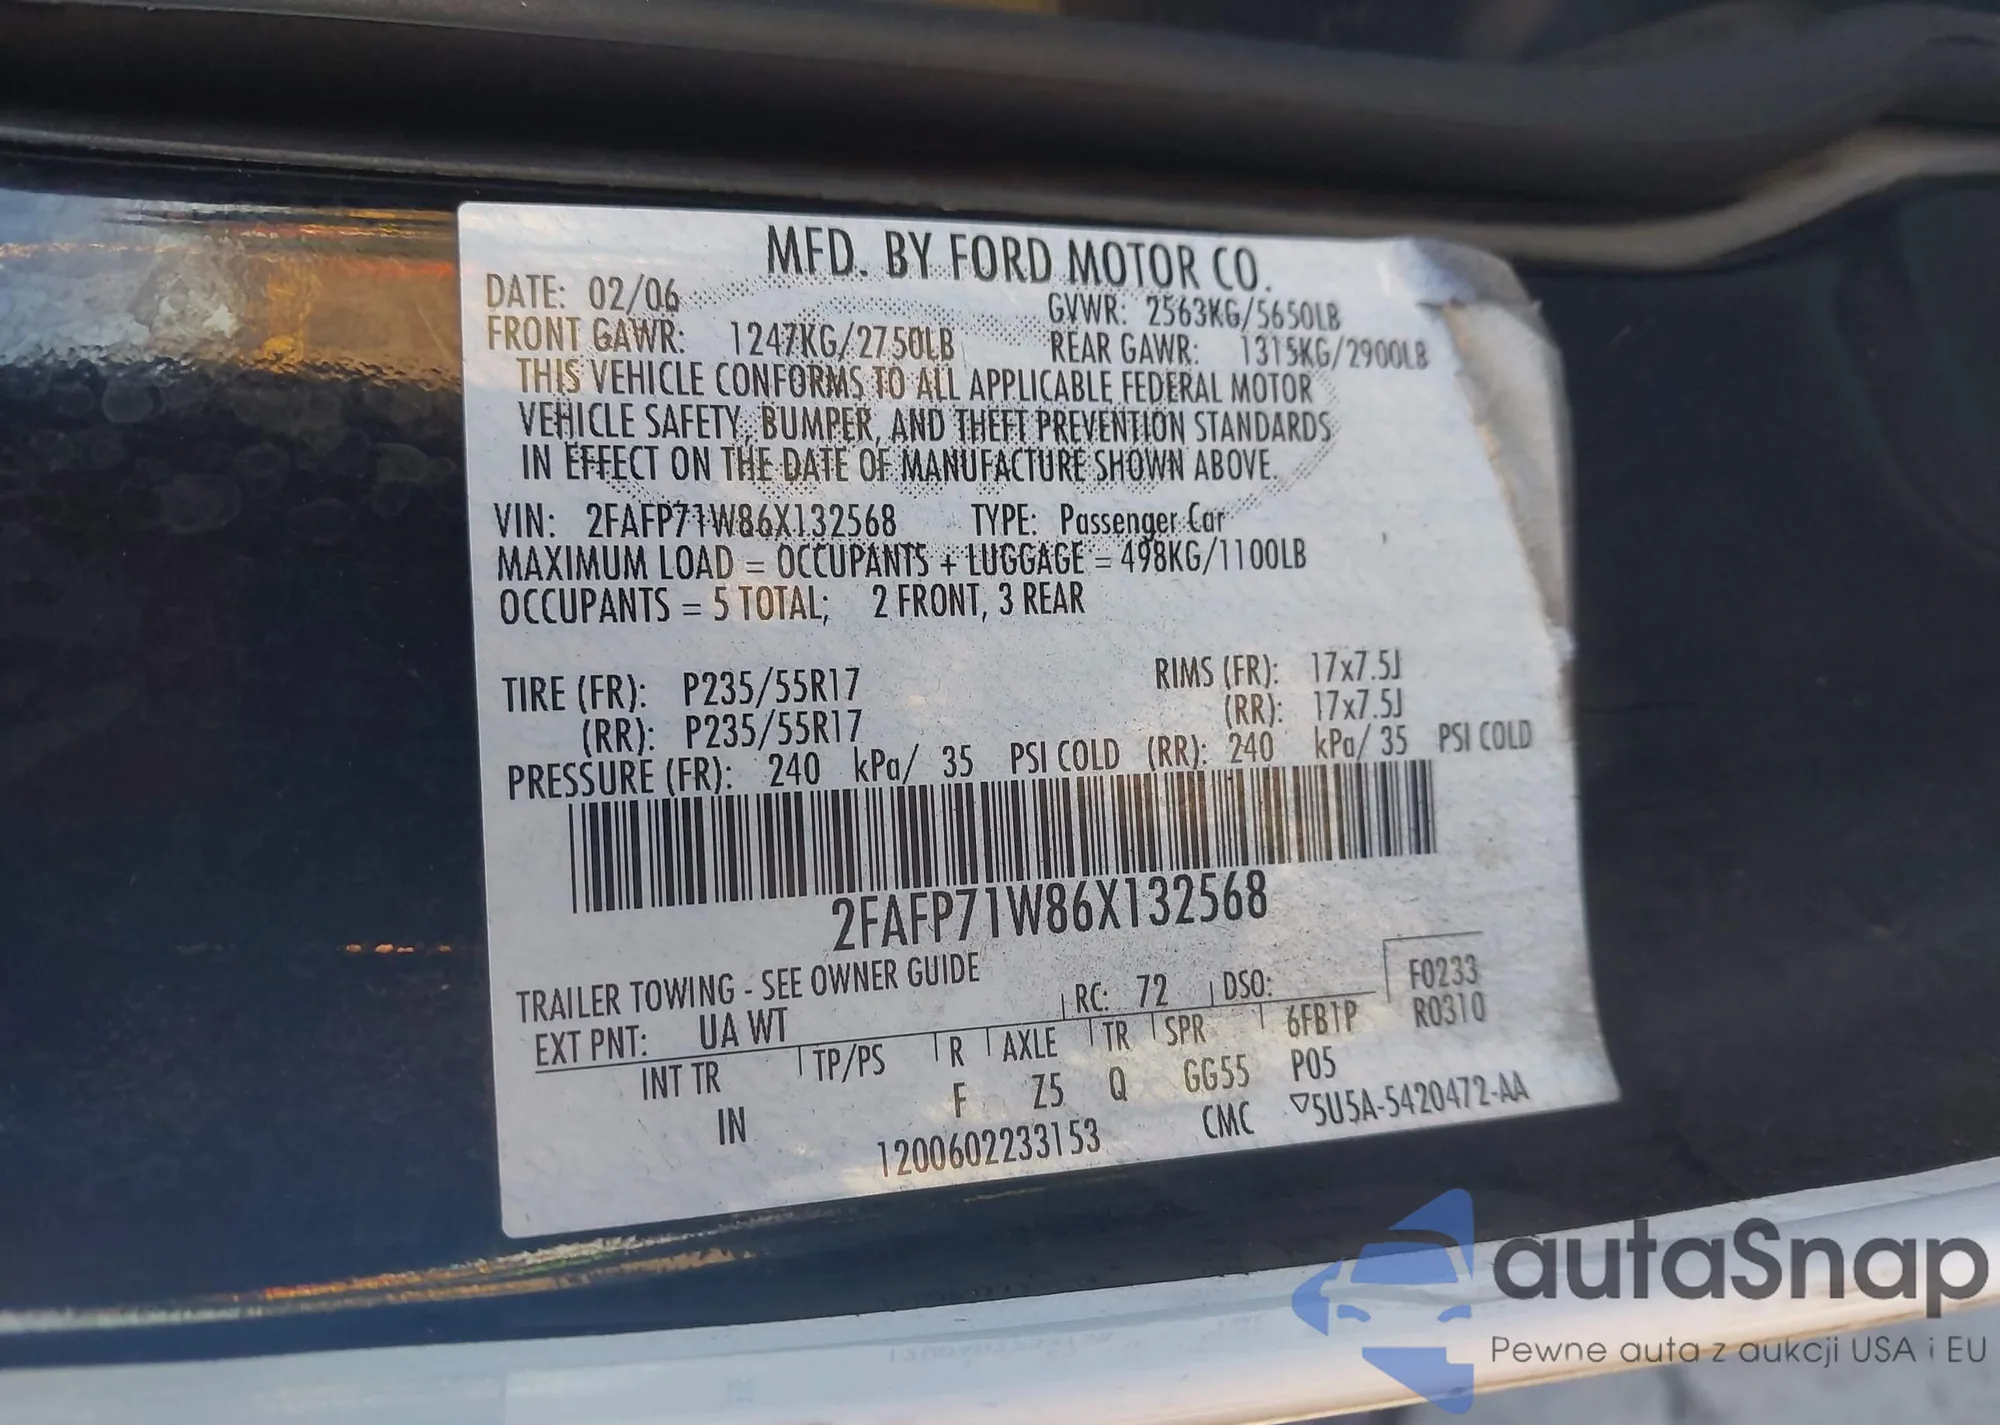 MFD. BY FORD MOTOR CO.
DATE: 02/06 GVWR: 2563KG/5650LB
FRONT GAWR: 1247KG/2750LB REAR GAWR: 1315KG/2900LB
THIS VEHICLE CONFORMS TO ALL APPLICABLE FEDERAL MOTOR
VEHICLE SAFETY, BUMPER, AND THEFT PREVENTION STANDARDS
IN EFFECT ON THE DATE OF MANUFACTURE SHOWN ABOVE.
VIN: 2FAFP71W86X132568 TYPE: Passenger Car
MAXIMUM LOAD = OCCUPANTS + LUGGAGE = 498KG/1100LB
OCCUPANTS = 5 TOTAL; 2 FRONT, 3 REAR
TIRE (FR): P235/55R17 RIMS (FR): 17x7.5J
(RR): P235/55R17 (RR): 17x7.5J
PRESSURE (FR): 240 kPa/ 35 PSI COLD (RR): 240 kPa/ 35 PSI COLD
2FAFP71W86X132568
TRAILER TOWING - SEE OWNER GUIDE
RC: 72 DSO: F0233
EXT PNT: UA WT 6FB1P R0310
INT TR TP/PS R AXLE TR SPR
IN F Z5 Q GG55 P05
1200602233153 CMC ▽5U5A-5420472-AA
autaSnap
Pewne auta z aukcji USA i EU